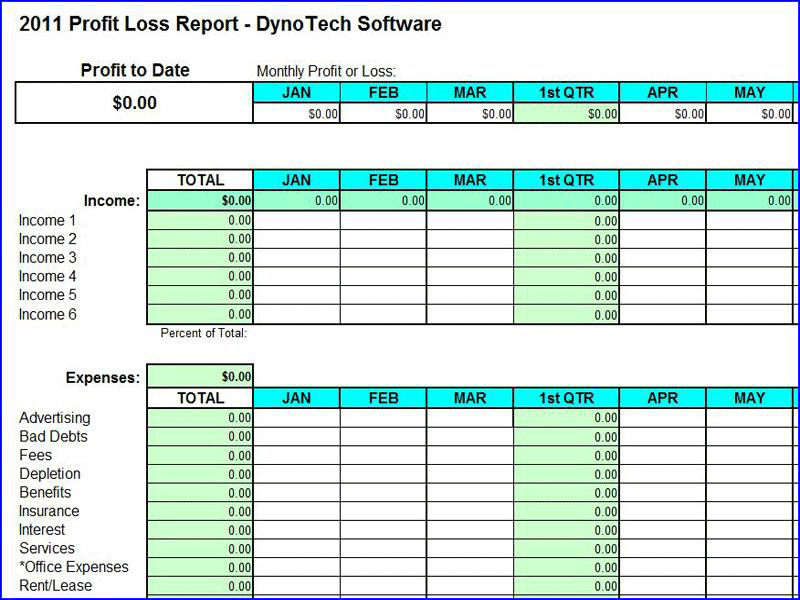 2011 Profit Loss Report - DynoTech Software
Profit to Date Monthly Profit or Loss:
JAN FEB MAR 1st QTR APR MAY
$0.00 $0.00 $0.00 $0.00 $0.00 $0.00 $0.00
TOTAL JAN FEB MAR 1st QTR APR MAY
Income: $0.00 0.00 0.00 0.00 0.00 0.00 0.00
Income 1 0.00 0.00
Income 2 0.00 0.00
Income 3 0.00 0.00
Income 4 0.00 0.00
Income 5 0.00 0.00
Income 6 0.00 0.00
Percent of Total:
Expenses: $0.00
TOTAL JAN FEB MAR 1st QTR APR MAY
Advertising 0.00 0.00
Bad Debts 0.00 0.00
Fees 0.00 0.00
Depletion 0.00 0.00
Benefits 0.00 0.00
Insurance 0.00 0.00
Interest 0.00 0.00
Services 0.00 0.00
*Office Expenses 0.00 0.00
Rent/Lease 0.00 0.00